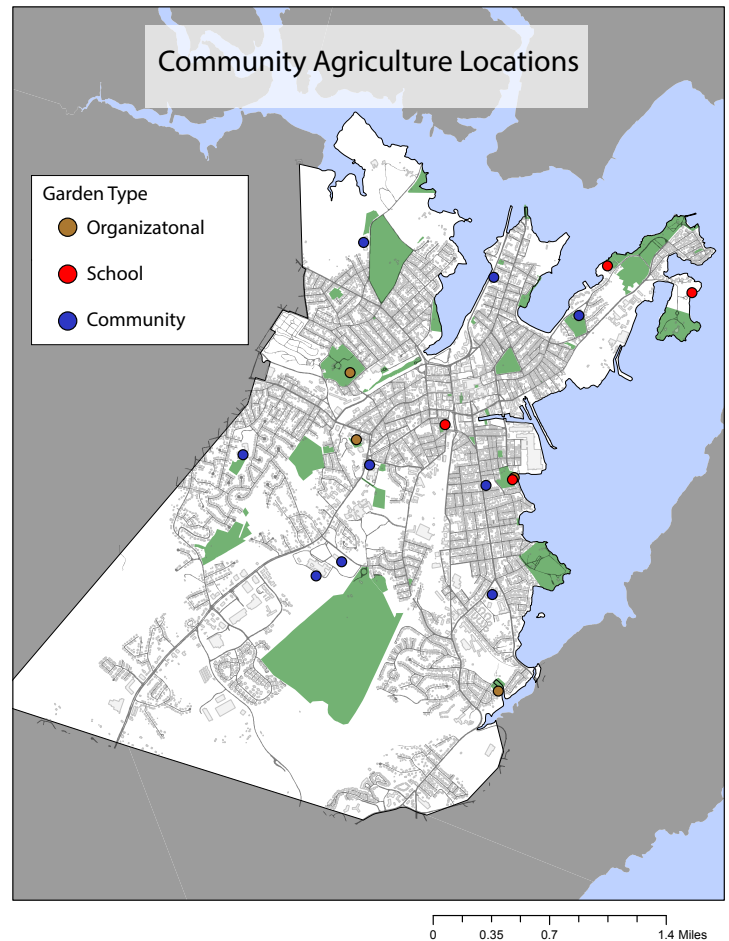 Community Agriculture Locations
Garden Type
Organizatonal
School
Community
0 0.35 0.7 1.4 Miles